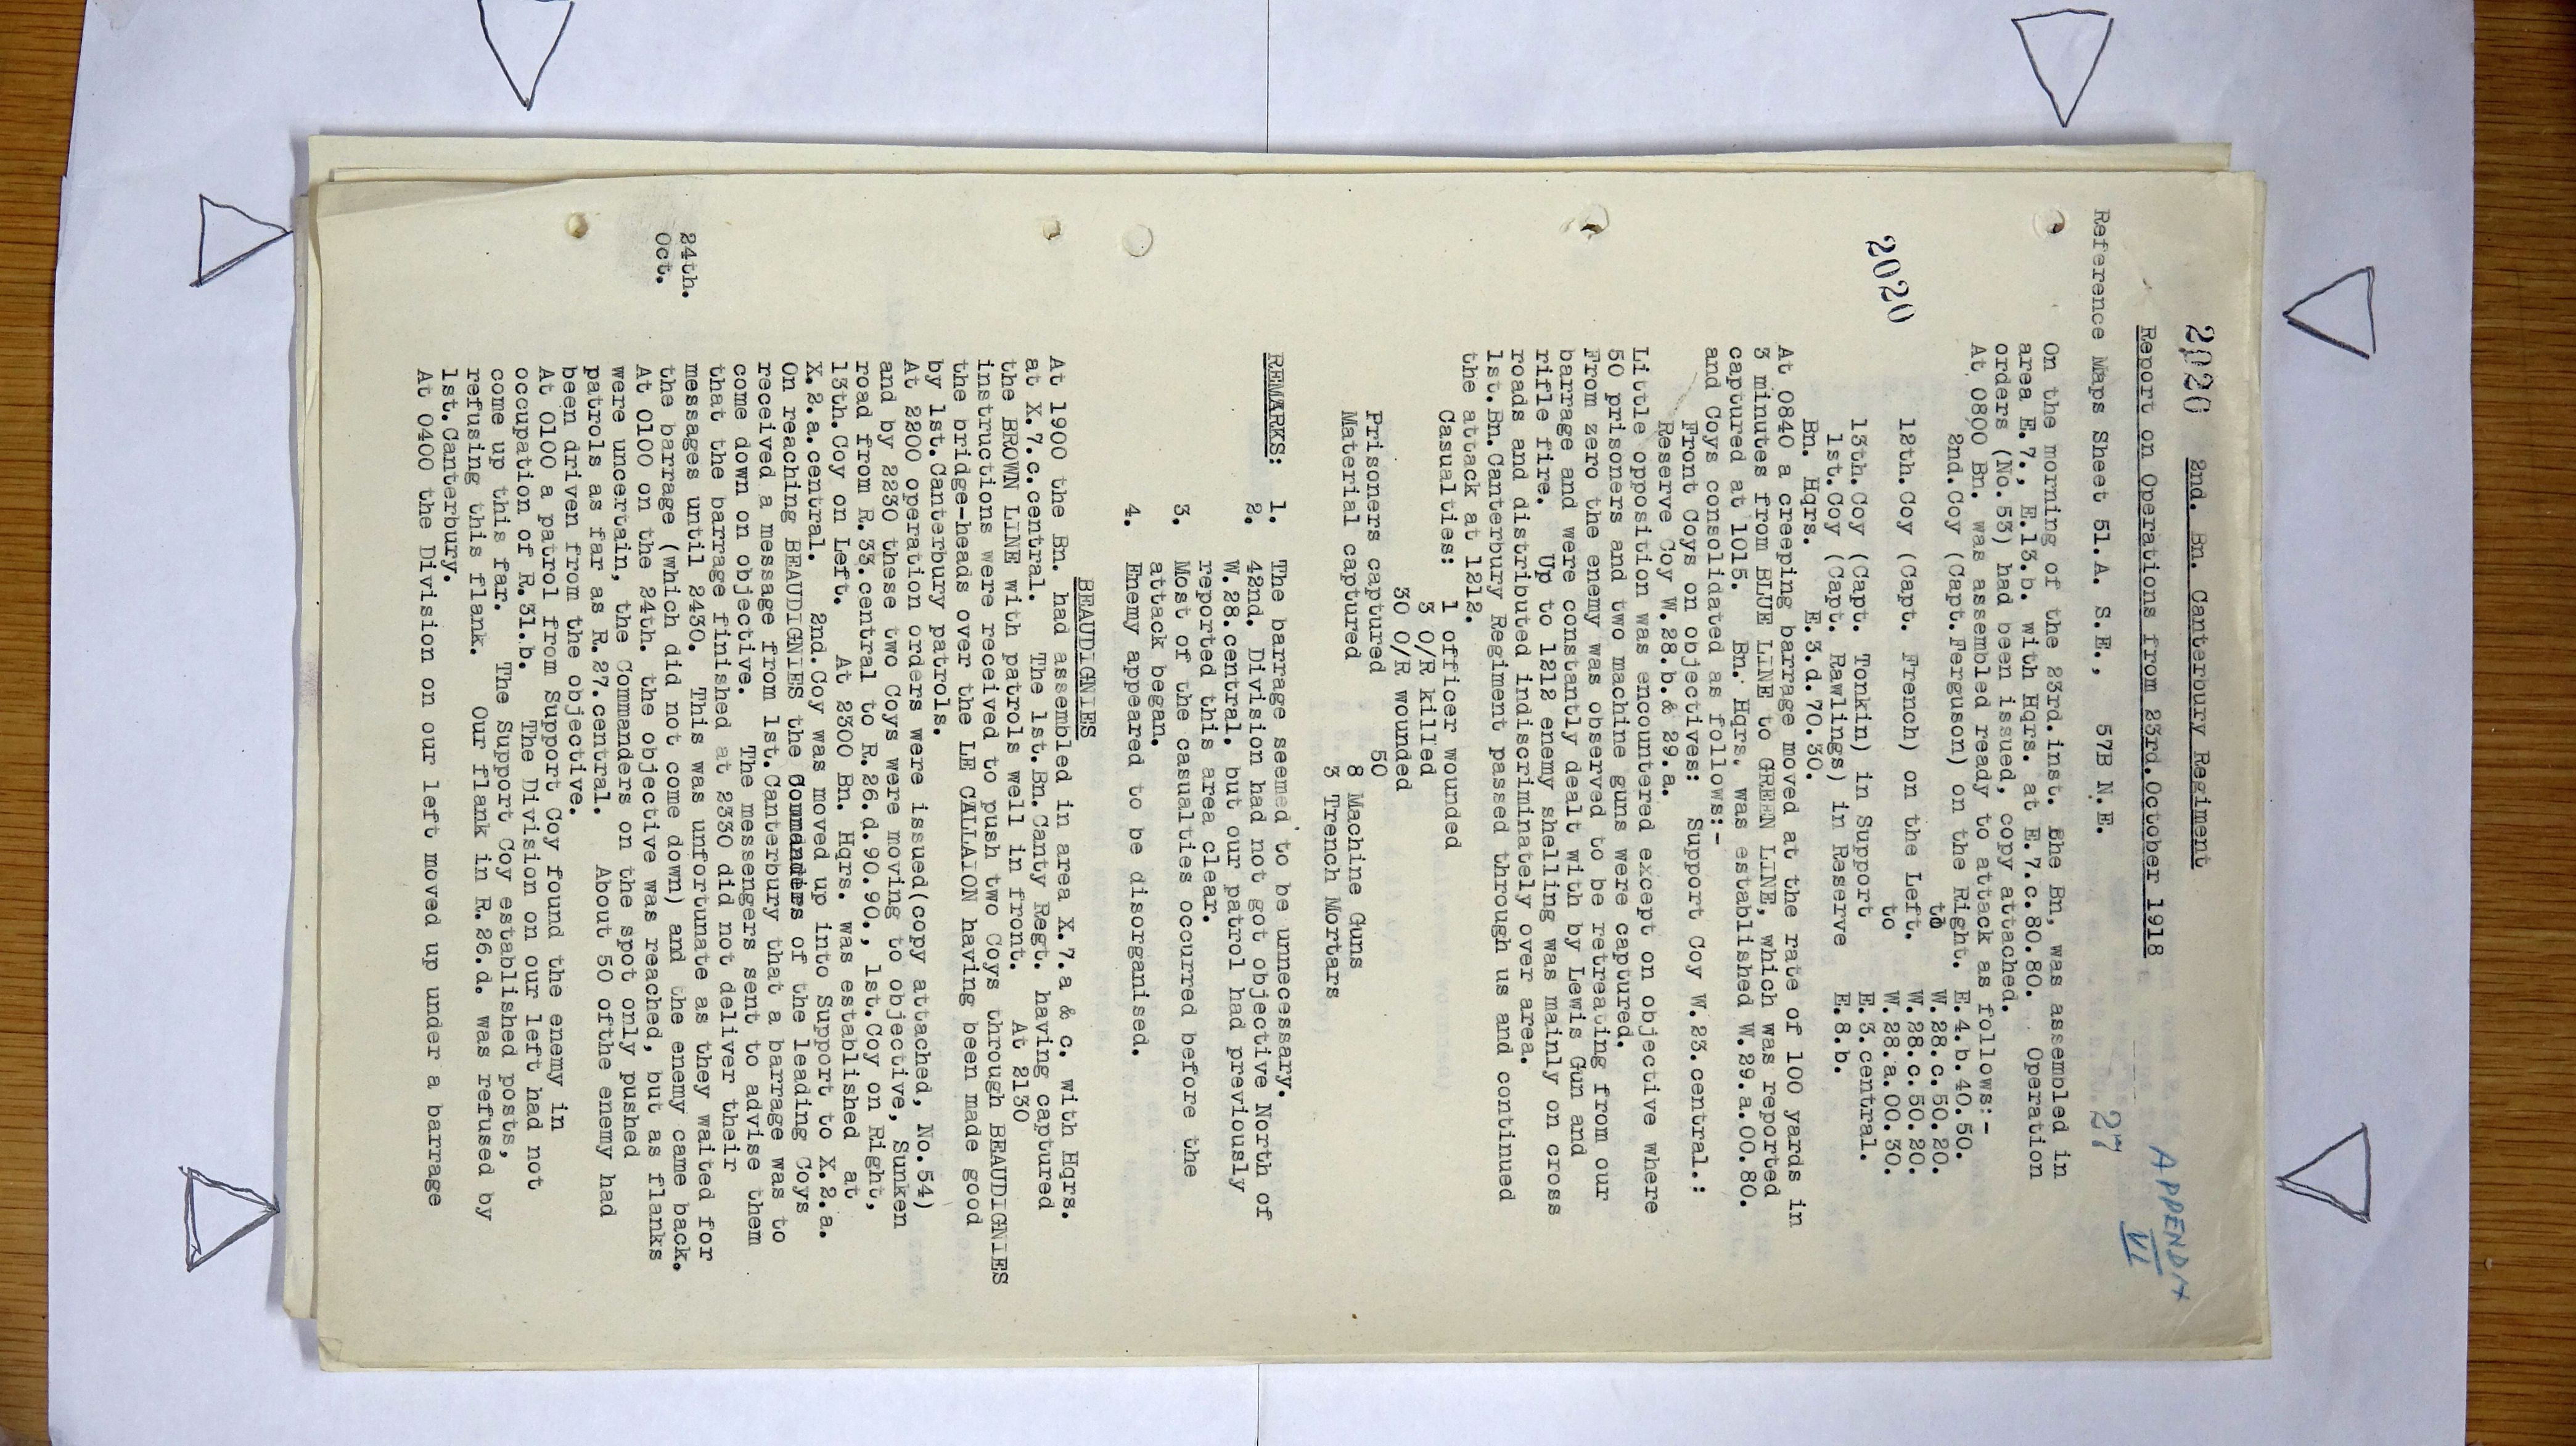 2020 2nd. Bn. Canterbury Regiment
APPENDIX
VI
Report on Operations from 23rd.October 1918
27
Reference Maps Sheet 51.A. S.E., 57B N.E.
On the morning of the 23rd.inst. the Bn, was assembled in
area E.7., E.13.b. with Hqrs. at E.7.c.80.80. Operation
orders (No.53) had been issued, copy attached.
At 0800 Bn. was assembled ready to attack as follows:-
2nd.Coy (Capt.Ferguson) on the Right. E.4.b.40.50.
to W.28.c.50.20.
12th.Coy (Capt. French) on the Left. W.28.c.50.20.
to W.28.a.00.30.
13th.Coy (Capt. Tonkin) in Support E.3.central.
1st.Coy (Capt. Rawlings) in Reserve E.8.b.
Bn. Hqrs. E.3.d.70.30.
2020
At 0840 a creeping barrage moved at the rate of 100 yards in
3 minutes from BLUE LINE to GREEN LINE, which was reported
captured at 1015. Bn. Hqrs. was established W.29.a.00.80.
and Coys consolidated as follows:-
Front Coys on objectives: Support Coy W.23.central.:
Reserve Coy W.28.b.& 29.a.
Little opposition was encountered except on objective where
50 prisoners and two machine guns were captured.
From zero the enemy was observed to be retreating from our
barrage and were constantly dealt with by Lewis Gun and
rifle fire. Up to 1212 enemy shelling was mainly on cross
roads and distributed indiscriminately over area.
1st.Bn.Canterbury Regiment passed through us and continued
the attack at 1212.
Casualties: 1 officer wounded
3 O/R killed
30 O/R wounded
Prisoners captured 50
Material captured 8 Machine Guns
3 Trench Mortars
REMARKS: 1. The barrage seemed to be unnecessary.
2. 42nd. Division had not got objective North of
W.28.central. but our patrol had previously
reported this area clear.
3. Most of the casualties occurred before the
attack began.
4. Enemy appeared to be disorganised.
BEAUDIGNIES
At 1900 the Bn. had assembled in area X.7.a & c. with Hqrs.
at X.7.c.central. The 1st.Bn.Canty Regt. having captured
the BROWN LINE with patrols well in front. At 2130
instructions were received to push two Coys through BEAUDIGNIES
the bridge-heads over the LE CALLAION having been made good
by 1st.Canterbury patrols.
At 2200 operation orders were issued(copy attached, No.54)
and by 2230 these two Coys were moving to objective, Sunken
road from R.33.central to R.26.d.90.90., 1st.Coy on Right,
13th.Coy on Left. At 2300 Bn. Hqrs. was established at
X.2.a.central. 2nd.Coy was moved up into Support to X.2.a.
On reaching BEAUDIGNIES the Commanders of the leading Coys
received a message from 1st.Canterbury that a barrage was to
come down on objective. The messengers sent to advise them
that the barrage finished at 2330 did not deliver their
messages until 2430. This was unfortunate as they waited for
the barrage (which did not come down) and the enemy came back.
24th.
Oct.
At 0100 on the 24th. the objective was reached, but as flanks
were uncertain, the Commanders on the spot only pushed
patrols as far as R.27.central. About 50 ofthe enemy had
been driven from the objective.
At 0100 a patrol from Support Coy found the enemy in
occupation of R.31.b. The Division on our left had not
come up this far. The Support Coy established posts,
refusing this flank. Our flank in R.26.d. was refused by
1st.Canterbury.
At 0400 the Division on our left moved up under a barrage